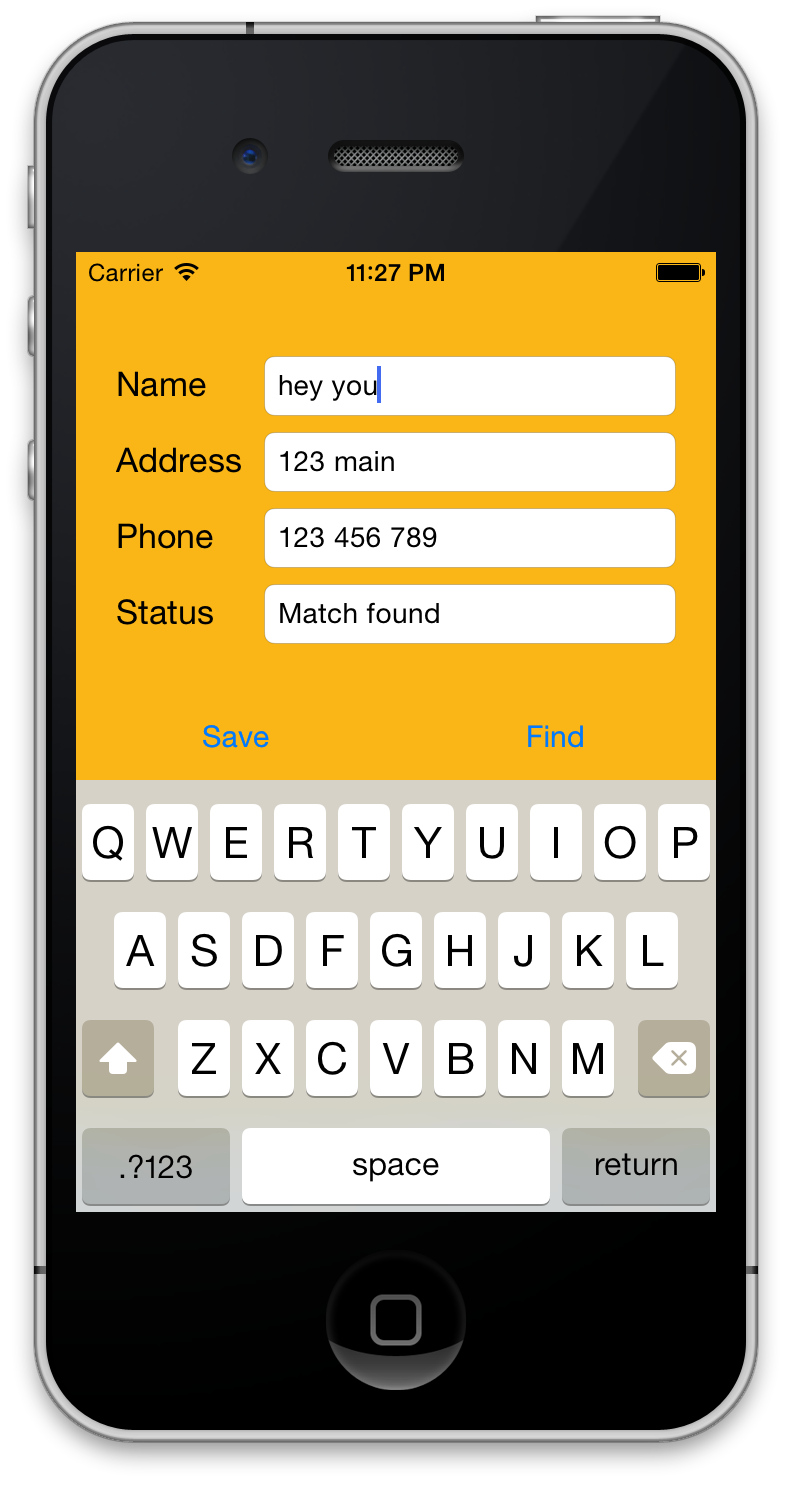 Carrier 11:27 PM
Name hey you
Address 123 main
Phone 123 456 789
Status Match found
Save Find
Q W E R T Y U I O P
A S D F G H J K L
Z X C V B N M
.?123 space return